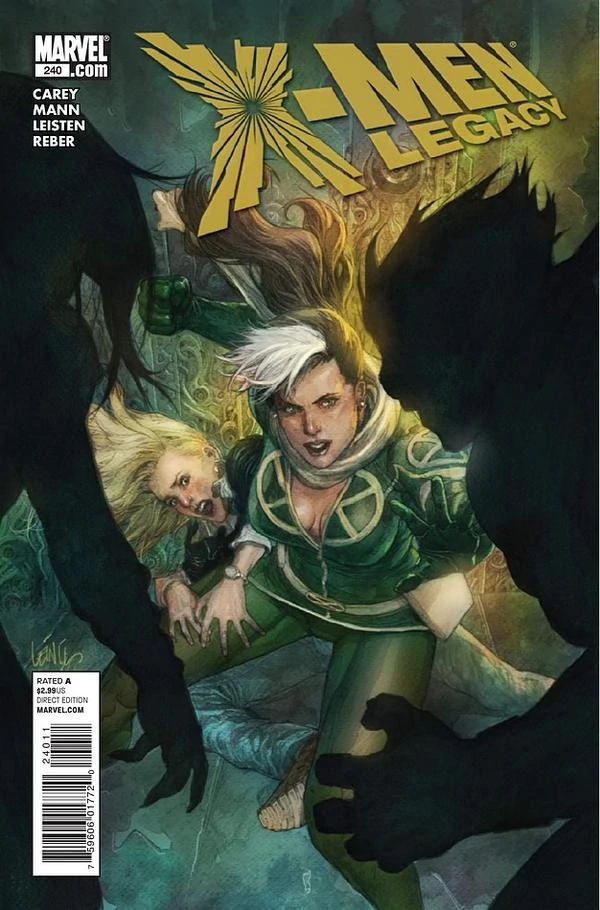 MARVEL®
240 .com
CAREY
MANN
LEISTEN
REBER
X-MEN®
LEGACY
RATED A
$2.99US
DIRECT EDITION
MARVEL.COM
24011
7 59606 01772 0